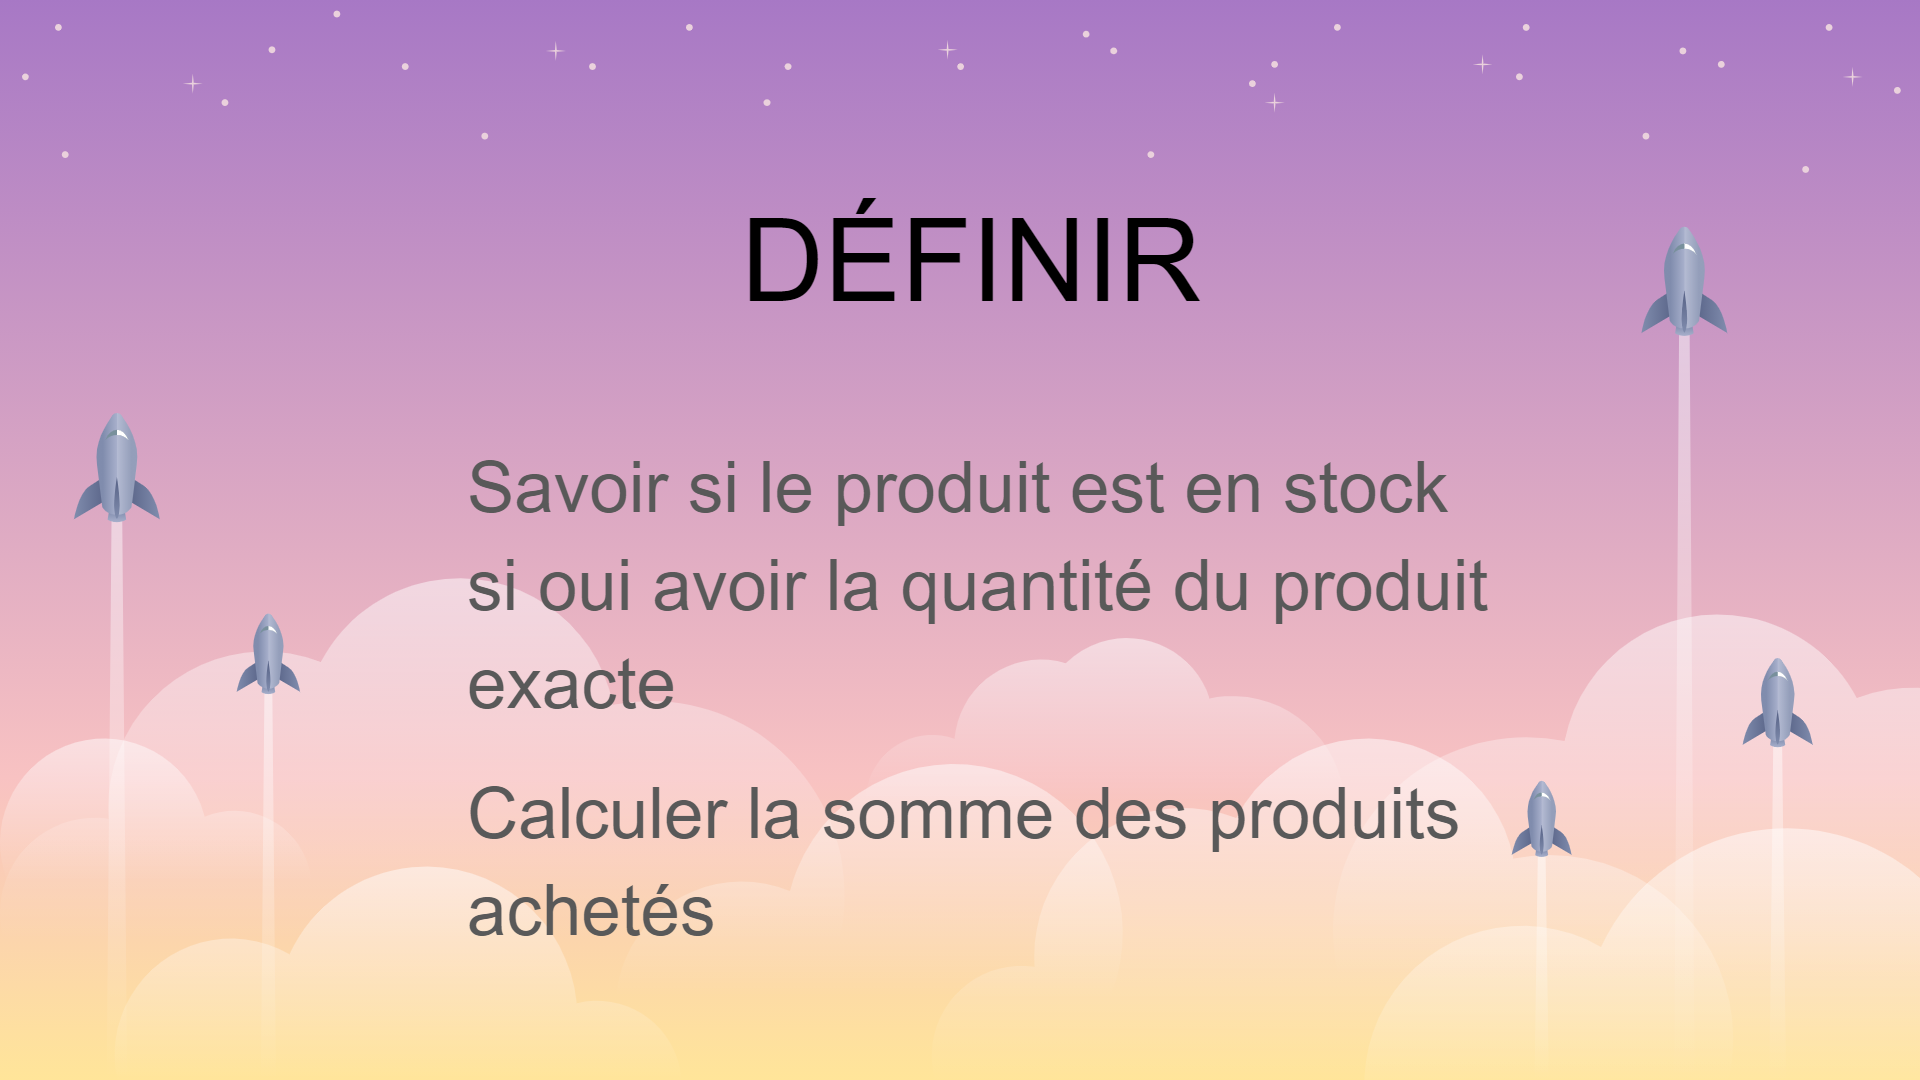 DÉFINIR
Savoir si le produit est en stock
si oui avoir la quantité du produit
exacte
Calculer la somme des produits
achetés